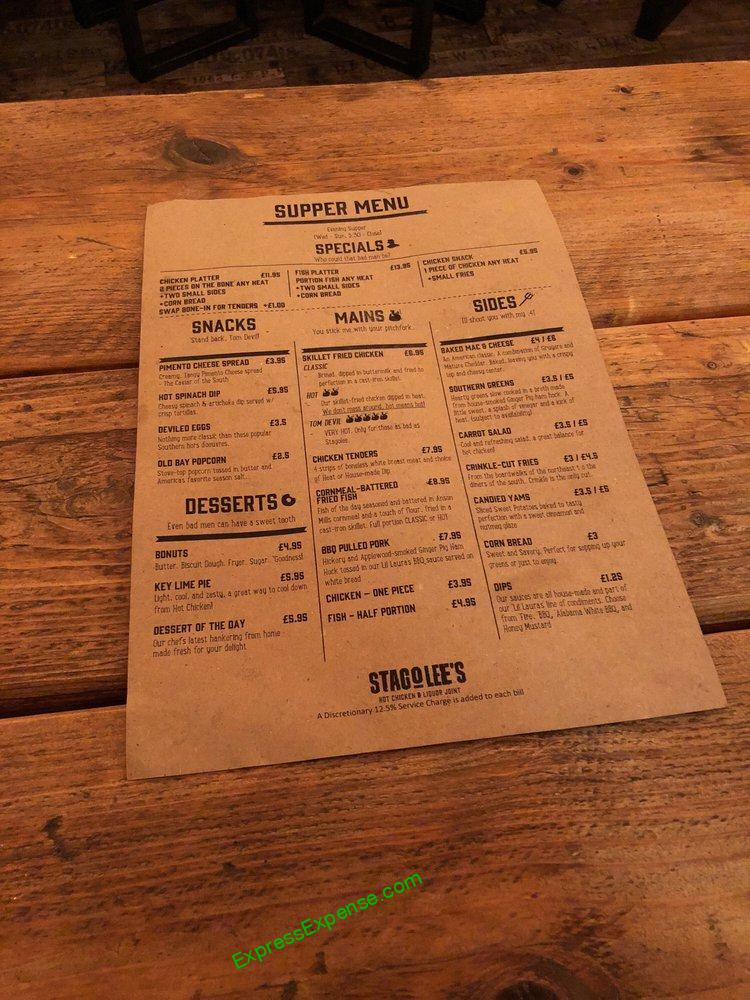 SUPPER MENU
Evening Supper
(Wed - Sun, 5:30 - Close)
SPECIALS
Who could that bad man be?
CHICKEN PLATTER £11.95
2 PIECES ON THE BONE ANY HEAT
+TWO SMALL SIDES
+CORN BREAD
SWAP BONE-IN FOR TENDERS +£1.00
FISH PLATTER £13.95
PORTION FISH ANY HEAT
+TWO SMALL SIDES
+CORN BREAD
CHICKEN SNACK £5.95
1 PIECE OF CHICKEN ANY HEAT
+SMALL FRIES
SNACKS
Stand back, Tom Devil!
PIMENTO CHEESE SPREAD £3.95
Creamy, Tangy Pimento Cheese spread
- The Caviar of the South
HOT SPINACH DIP £5.95
Cheesy spinach & artichoke dip served w/
crisp tortillas.
DEVILED EGGS £3.5
Nothing more classic than these popular
Southern hors d'oeuvres.
OLD BAY POPCORN £2.5
Stove-top popcorn tossed in butter and
America's favorite season salt...
DESSERTS
Even bad men can have a sweet tooth
BONUTS £4.95
Butter. Biscuit Dough. Fryer. Sugar. 'Goodness!
KEY LIME PIE £5.95
Light, cool, and zesty, a great way to cool down
from Hot Chicken!
DESSERT OF THE DAY £5.95
Our chef's latest hankering from home
made fresh for your delight
MAINS
You stick me with your pitchfork...
SKILLET FRIED CHICKEN £6.95
CLASSIC
Brined, dipped in buttermilk and fried to
perfection in a cast-iron skillet.
HOT
- Our skillet-fried chicken dipped in heat.
We don't mess around, hot means hot!
TOM DEVIL
- VERY HOT. Only for those as bad as
Stagolee.
CHICKEN TENDERS £7.95
4 strips of boneless white breast meat and choice
of Heat or House-made Dip.
CORNMEAL-BATTERED
FRIED FISH £8.95
Fish of the day seasoned and battered in Anson
Mills cornmeal and a touch of flour, fried in a
cast-iron skillet. Full portion CLASSIC or HOT
BBQ PULLED PORK £7.95
Hickory and Applewood-smoked Ginger Pig Ham
Hock tossed in our Lil Laura's BBQ sauce served on
white bread
CHICKEN - ONE PIECE £3.95
FISH - HALF PORTION £4.95
SIDES
I'll shoot you with my .41
BAKED MAC & CHEESE £4 / £6
An American classic. A combination of Gruyere and
Mature Cheddar. Baked, leaving you with a crispy
top and cheesy center.
SOUTHERN GREENS £3.5 / £5
Hearty greens slow cooked in a broth made
from house-smoked Ginger Pig ham hock. A
little sweet, a splash of vinegar and a kick of
heat. (subject to availability)
CARROT SALAD £3.5 / £5
Cool and refreshing salad, a great balance for
hot chicken!
CRINKLE-CUT FRIES £3 / £4.5
From the boardwalks of the northeast to the
diners of the south. Crinkle is the only cut.
CANDIED YAMS £3.5 / £5
Sliced Sweet Potatoes baked to tasty
perfection with a sweet cinnamon and
nutmeg glaze
CORN BREAD £3
Sweet and Savory. Perfect for sopping up your
greens or just to enjoy.
DIPS £1.25
Our sauces are all house-made and part of
our 'Lil Laura's line of condiments. Choose
from Fire, BBQ, Alabama White BBQ, and
Honey Mustard
STAGOLEE'S
HOT CHICKEN & LIQUOR JOINT
A Discretionary 12.5% Service Charge is added to each bill
ExpressExpense.com